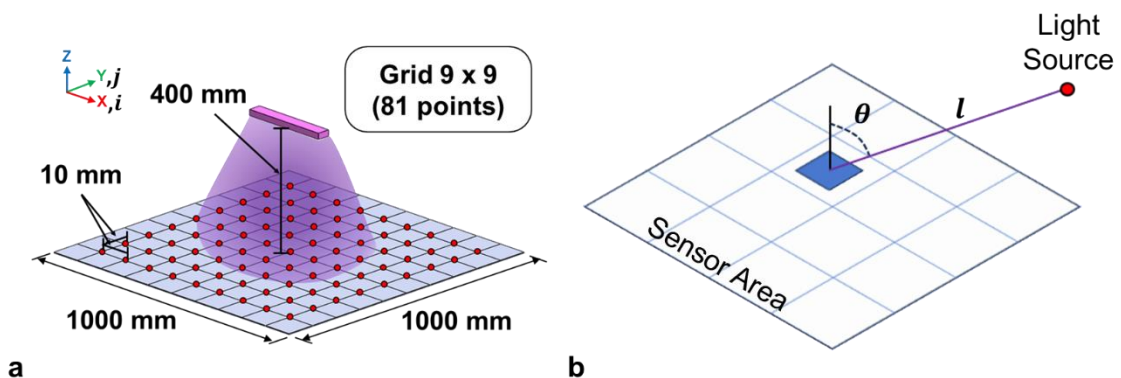 Z
Y,j
X,i
400 mm
Grid 9 x 9
(81 points)
10 mm
1000 mm
1000 mm
a
Light
Source
θ
l
Sensor Area
b